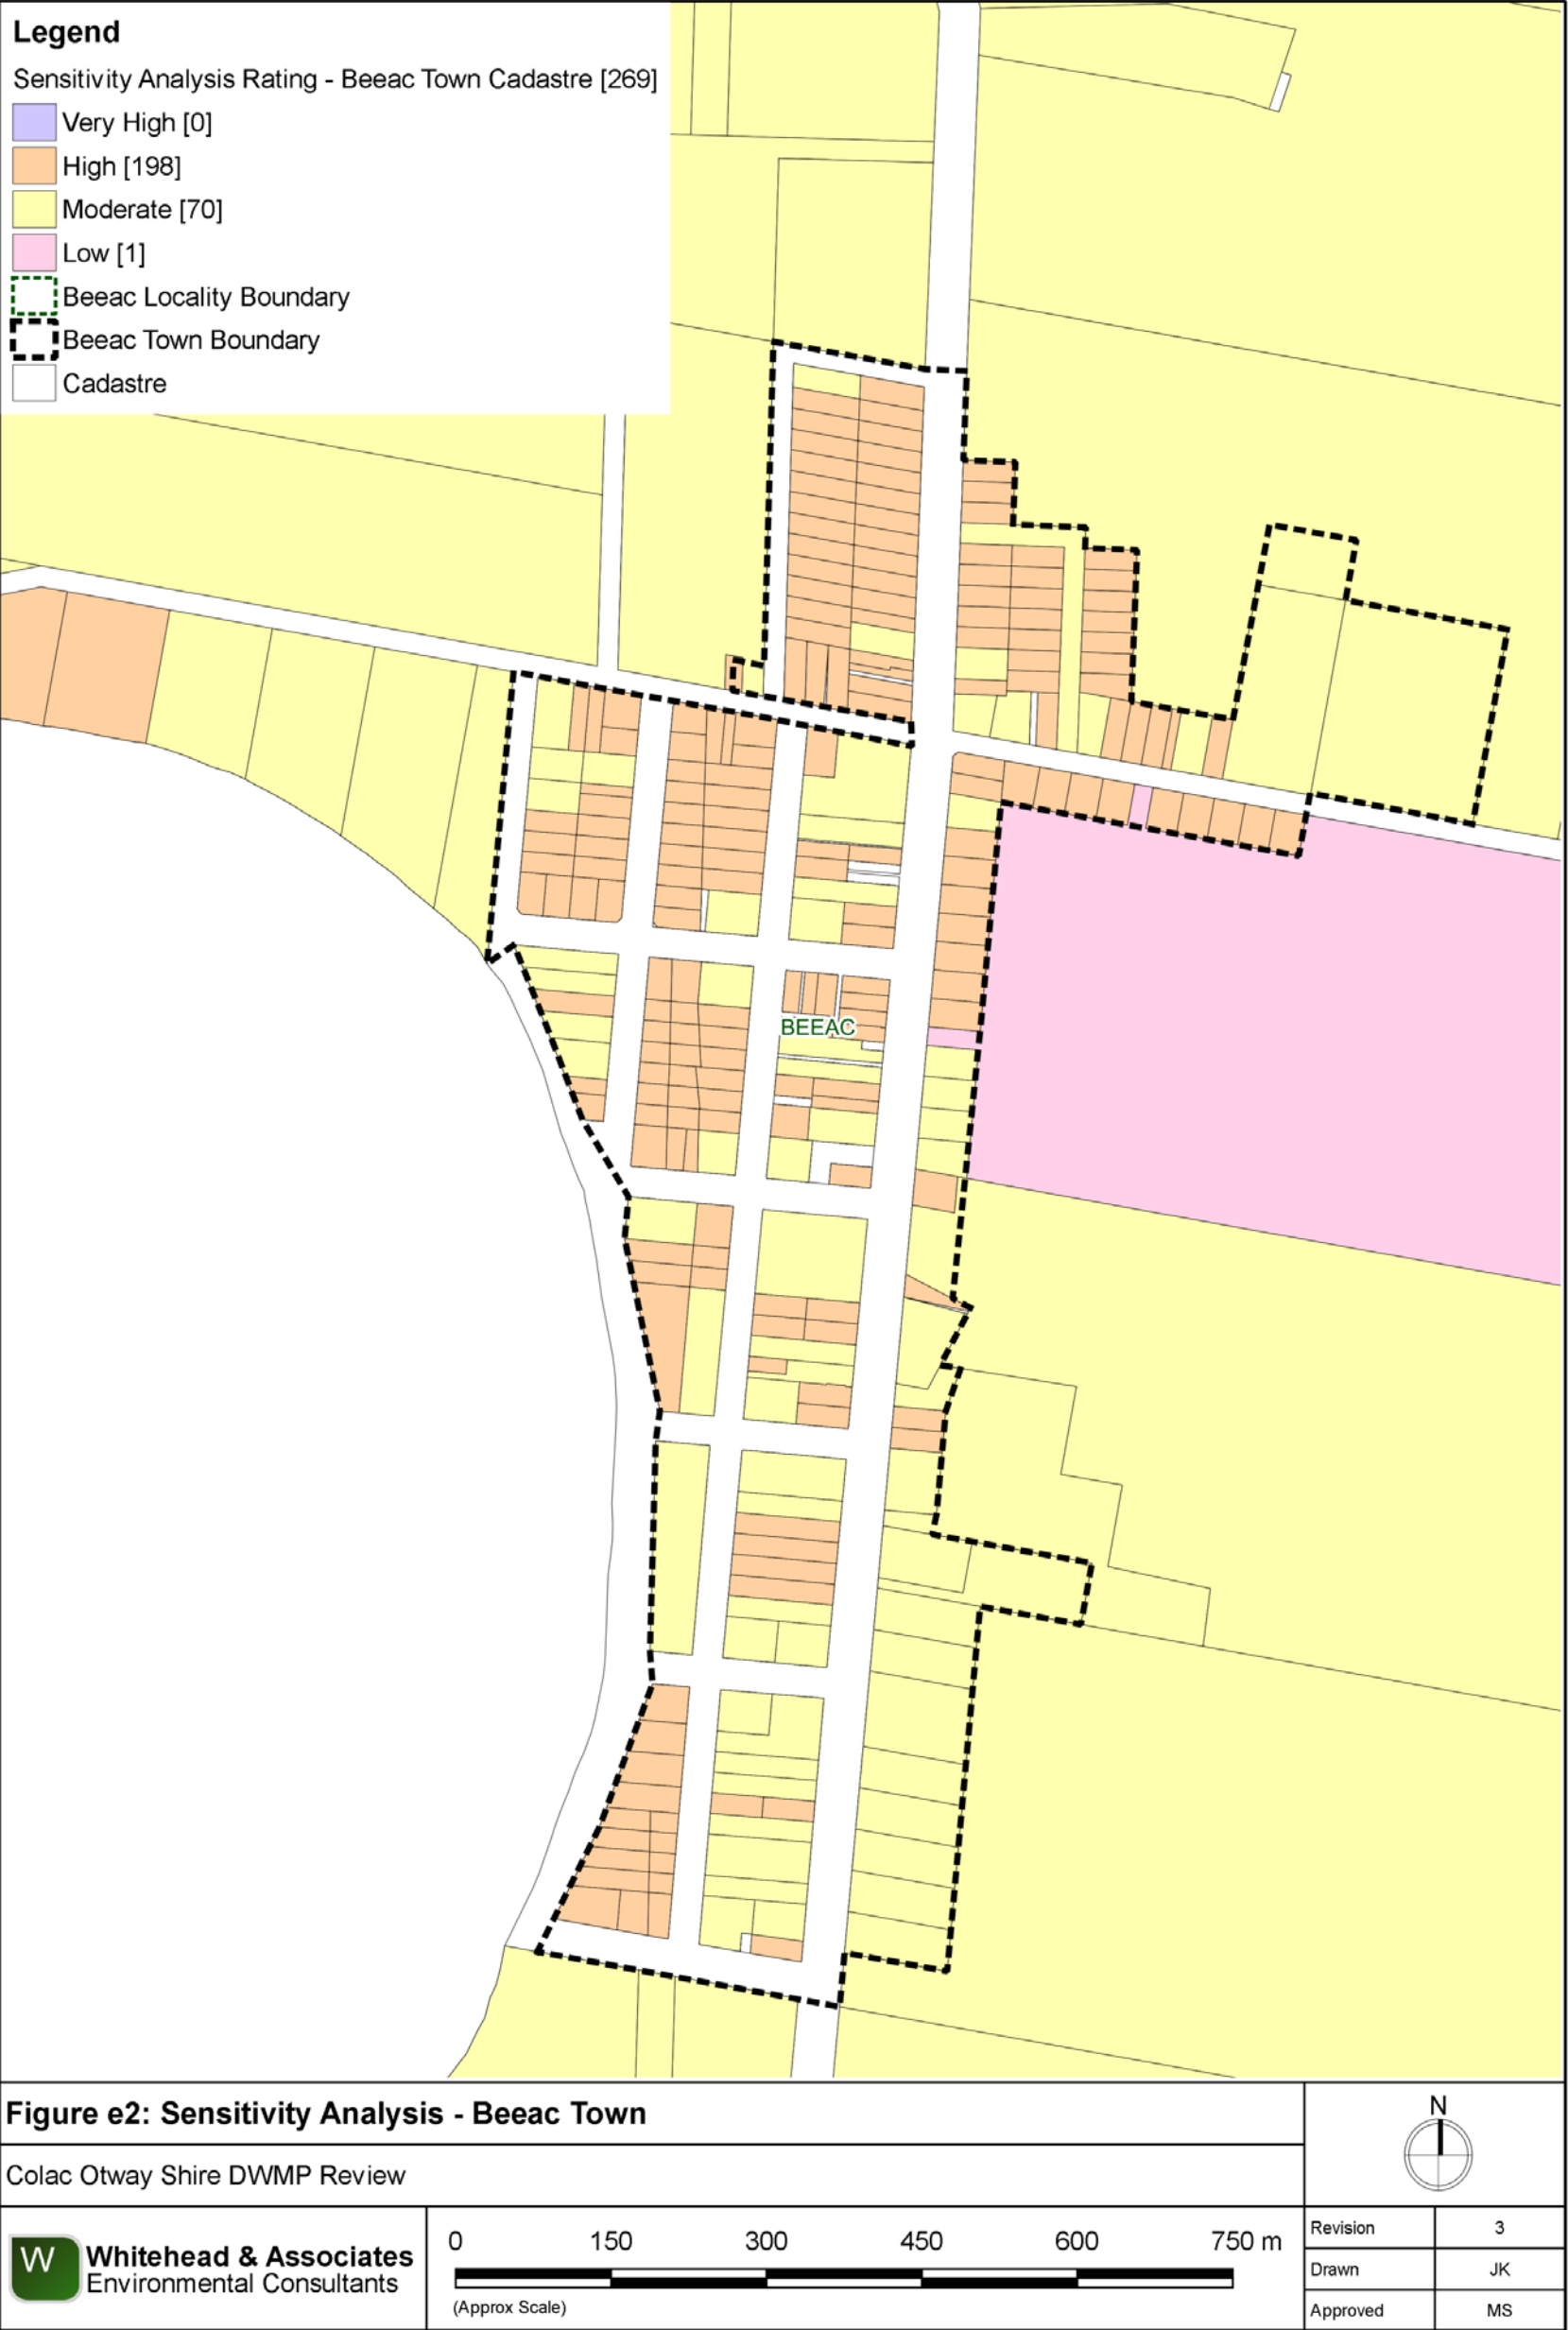 Legend
Sensitivity Analysis Rating - Beeac Town Cadastre [269]
Very High [0]
High [198]
Moderate [70]
Low [1]
Beeac Locality Boundary
Beeac Town Boundary
Cadastre
BEEAC
Figure e2: Sensitivity Analysis - Beeac Town
Colac Otway Shire DWMP Review
N
W
Whitehead & Associates
Environmental Consultants
0 150 300 450 600 750 m
(Approx Scale)
Revision 3
Drawn JK
Approved MS